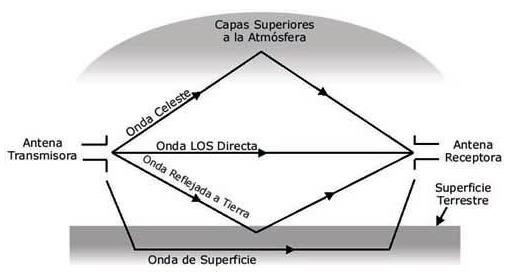 Capas Superiores
a la Atmósfera
Onda Celeste
Antena
Transmisora
Onda LOS Directa
Antena
Receptora
Onda Reflejada a Tierra
Superficie
Terrestre
Onda de Superficie